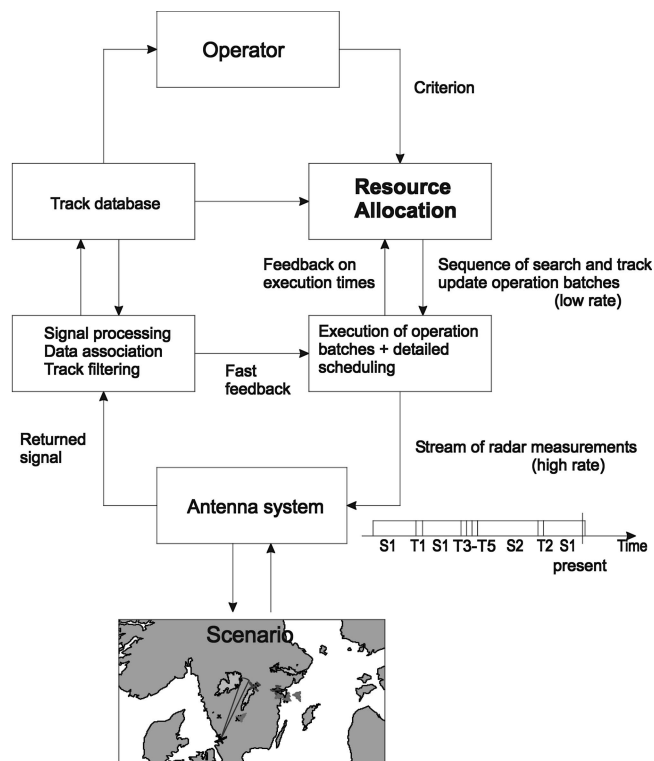 Operator
Criterion
Track database
Resource
Allocation
Feedback on
execution times
Sequence of search and track
update operation batches
(low rate)
Signal processing
Data association
Track filtering
Fast
feedback
Execution of operation
batches + detailed
scheduling
Returned
signal
Stream of radar measurements
(high rate)
Antenna system
S1 T1 S1 T3-T5 S2 T2 S1 Time
present
Scenario